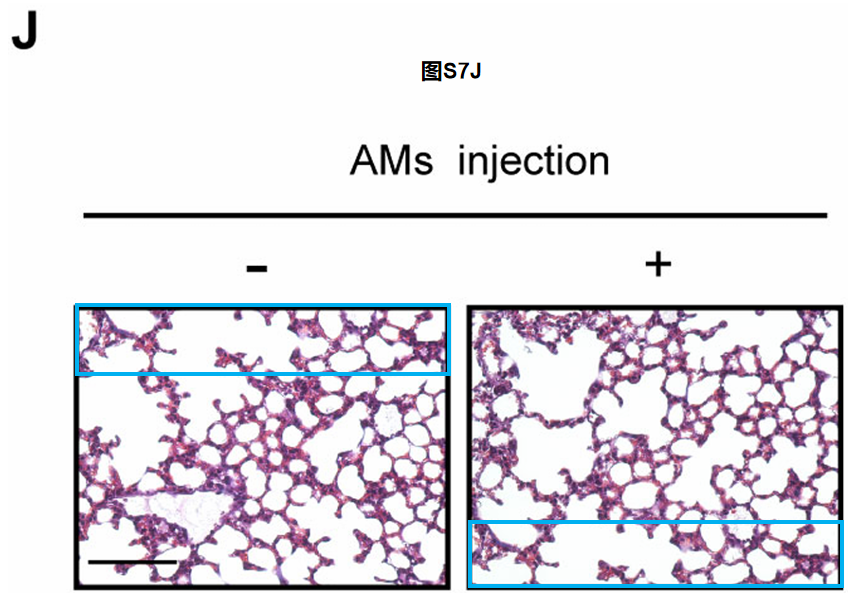 J
图S7J
AMs injection
- +